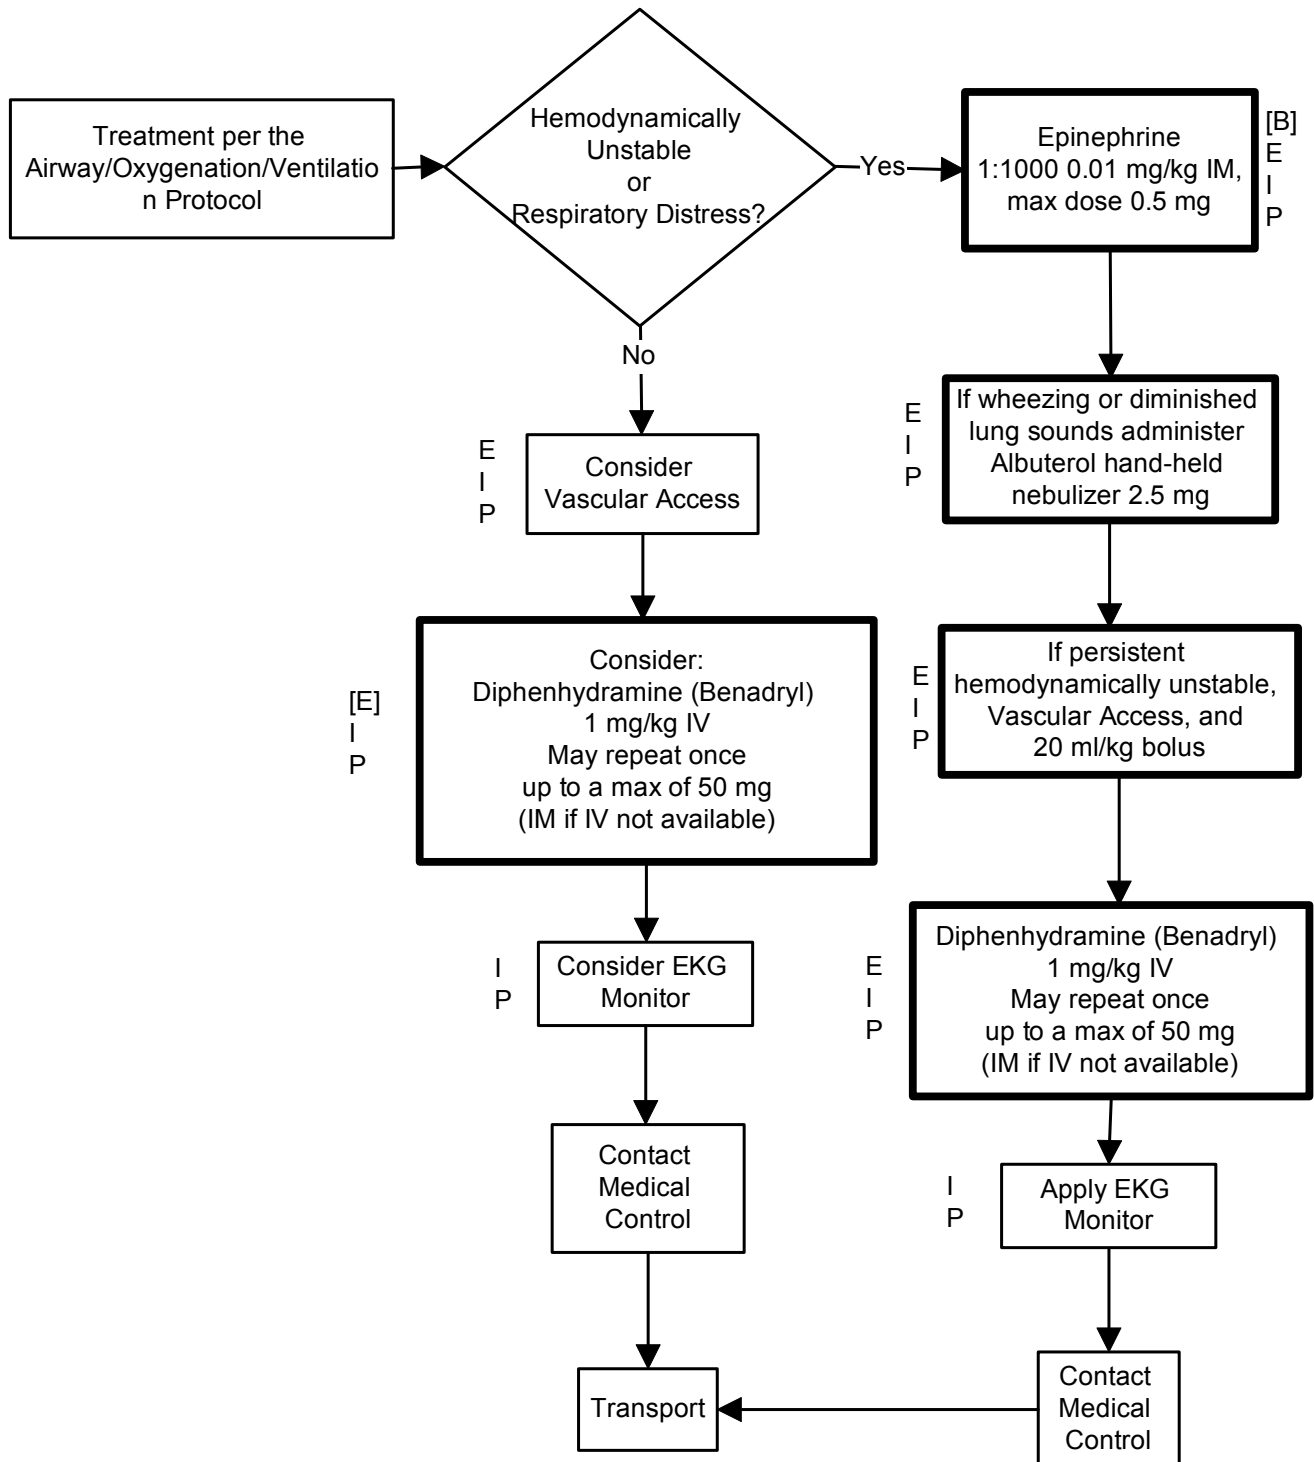 Treatment per the
Airway/Oxygenation/Ventilatio
n Protocol
Hemodynamically
Unstable
or
Respiratory Distress?
Yes
Epinephrine
1:1000 0.01 mg/kg IM,
max dose 0.5 mg
[B]
E
I
P
No
E
I
P
Consider
Vascular Access
E
I
P
If wheezing or diminished
lung sounds administer
Albuterol hand-held
nebulizer 2.5 mg
[E]
I
P
Consider:
Diphenhydramine (Benadryl)
1 mg/kg IV
May repeat once
up to a max of 50 mg
(IM if IV not available)
E
I
P
If persistent
hemodynamically unstable,
Vascular Access, and
20 ml/kg bolus
I
P
Consider EKG
Monitor
E
I
P
Diphenhydramine (Benadryl)
1 mg/kg IV
May repeat once
up to a max of 50 mg
(IM if IV not available)
Contact
Medical
Control
I
P
Apply EKG
Monitor
Transport
Contact
Medical
Control